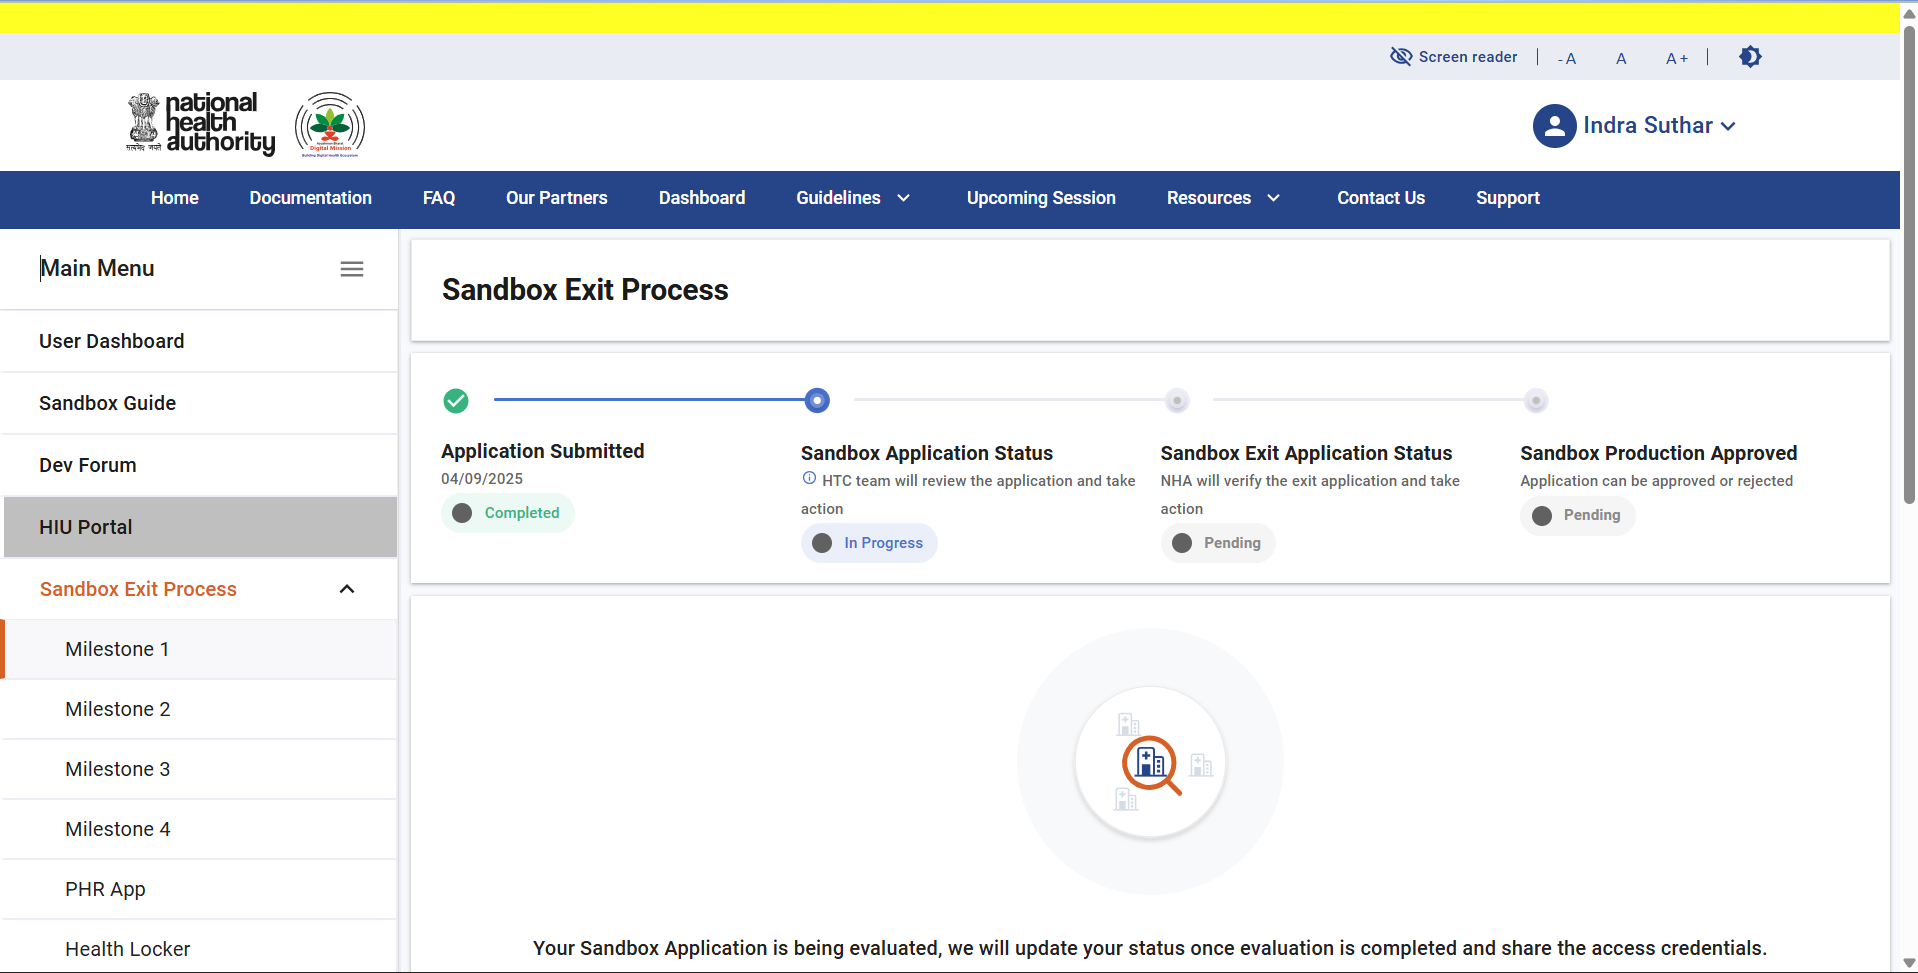 Screen reader
- A
A
A +
national
health
authority
सत्यमेव जयते
Digital Mission
Indra Suthar
Home
Documentation
FAQ
Our Partners
Dashboard
Guidelines
Upcoming Session
Resources
Contact Us
Support
Main Menu
User Dashboard
Sandbox Guide
Dev Forum
HIU Portal
Sandbox Exit Process
Milestone 1
Milestone 2
Milestone 3
Milestone 4
PHR App
Health Locker
Sandbox Exit Process
Application Submitted
04/09/2025
Completed
Sandbox Application Status
HTC team will review the application and take
action
In Progress
Sandbox Exit Application Status
NHA will verify the exit application and take
action
Pending
Sandbox Production Approved
Application can be approved or rejected
Pending
Your Sandbox Application is being evaluated, we will update your status once evaluation is completed and share the access credentials.